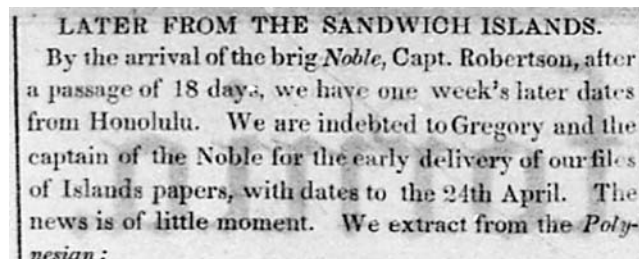 LATER FROM THE SANDWICH ISLANDS.
By the arrival of the brig Noble, Capt. Robertson, after
a passage of 18 days, we have one week's later dates
from Honolulu. We are indebted to Gregory and the
captain of the Noble for the early delivery of our files
of Islands papers, with dates to the 24th April. The
news is of little moment. We extract from the Poly-
nesian: